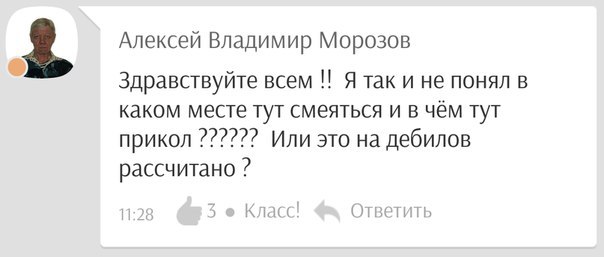 Алексей Владимир Морозов
Здравствуйте всем !! Я так и не понял в
каком месте тут смеяться и в чём тут
прикол ?????? Или это на дебилов
рассчитано ?
11:28 3 • Класс! Ответить